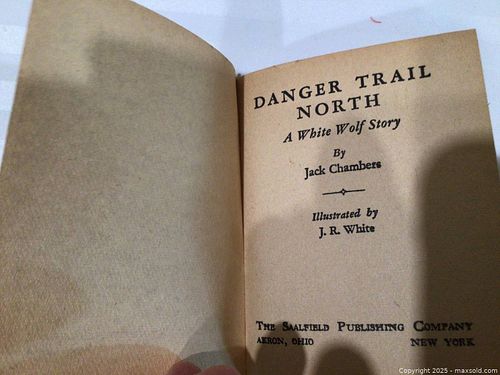 DANGER TRAIL
NORTH
A White Wolf Story
By
Jack Chambers
Illustrated by
J. R. White
THE SAALFIELD PUBLISHING COMPANY
AKRON, OHIO NEW YORK
Copyright 2025 - maxsold.com